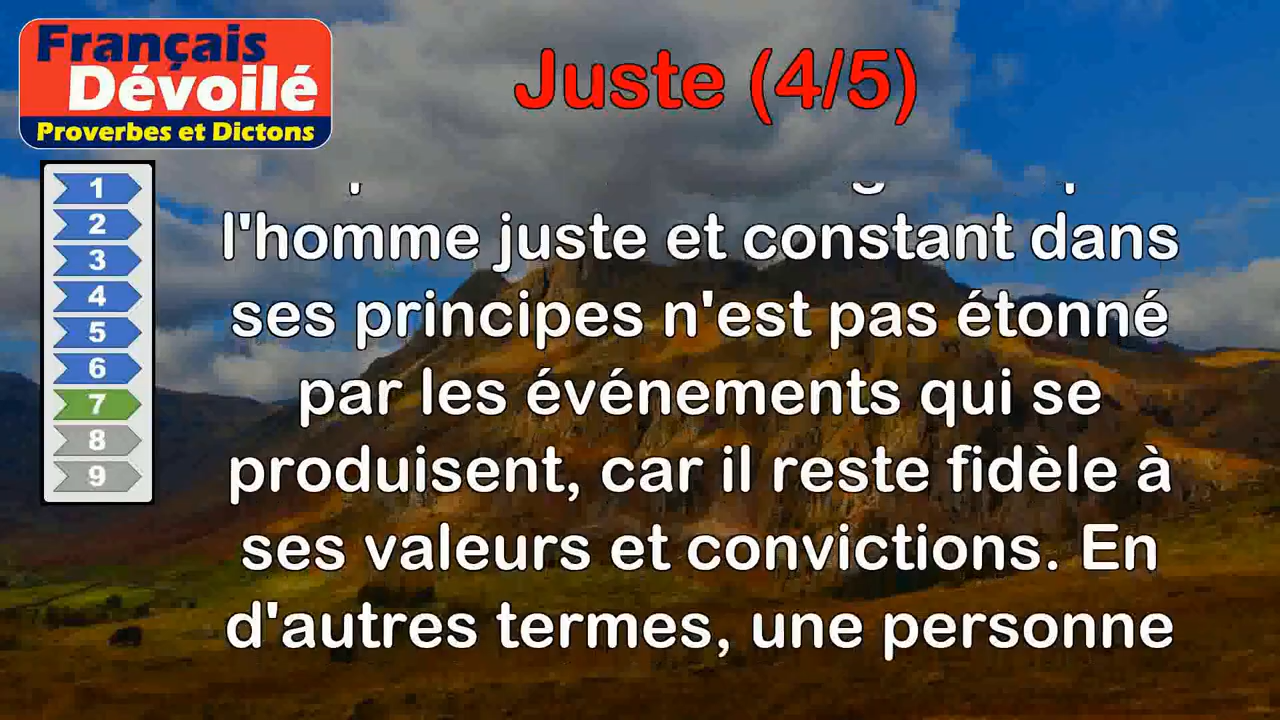 Français
Dévoilé
Proverbes et Dictons
Juste (4/5)
1
2
3
4
5
6
7
8
9
l'homme juste et constant dans
ses principes n'est pas étonné
par les événements qui se
produisent, car il reste fidèle à
ses valeurs et convictions. En
d'autres termes, une personne